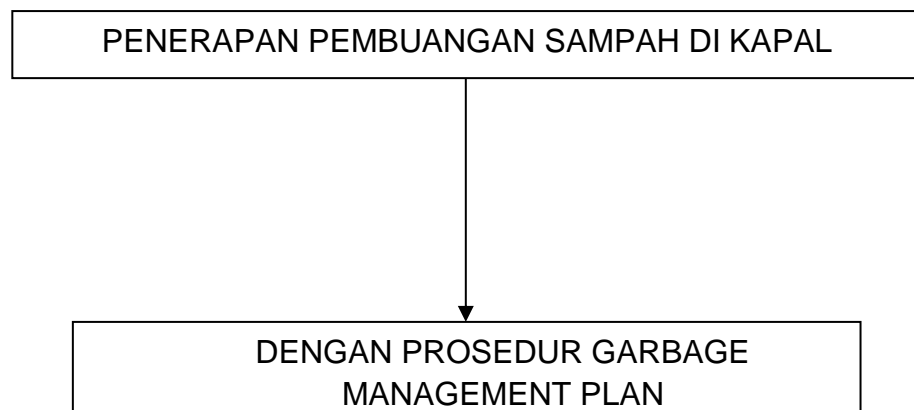 PENERAPAN PEMBUANGAN SAMPAH DI KAPAL
DENGAN PROSEDUR GARBAGE
MANAGEMENT PLAN